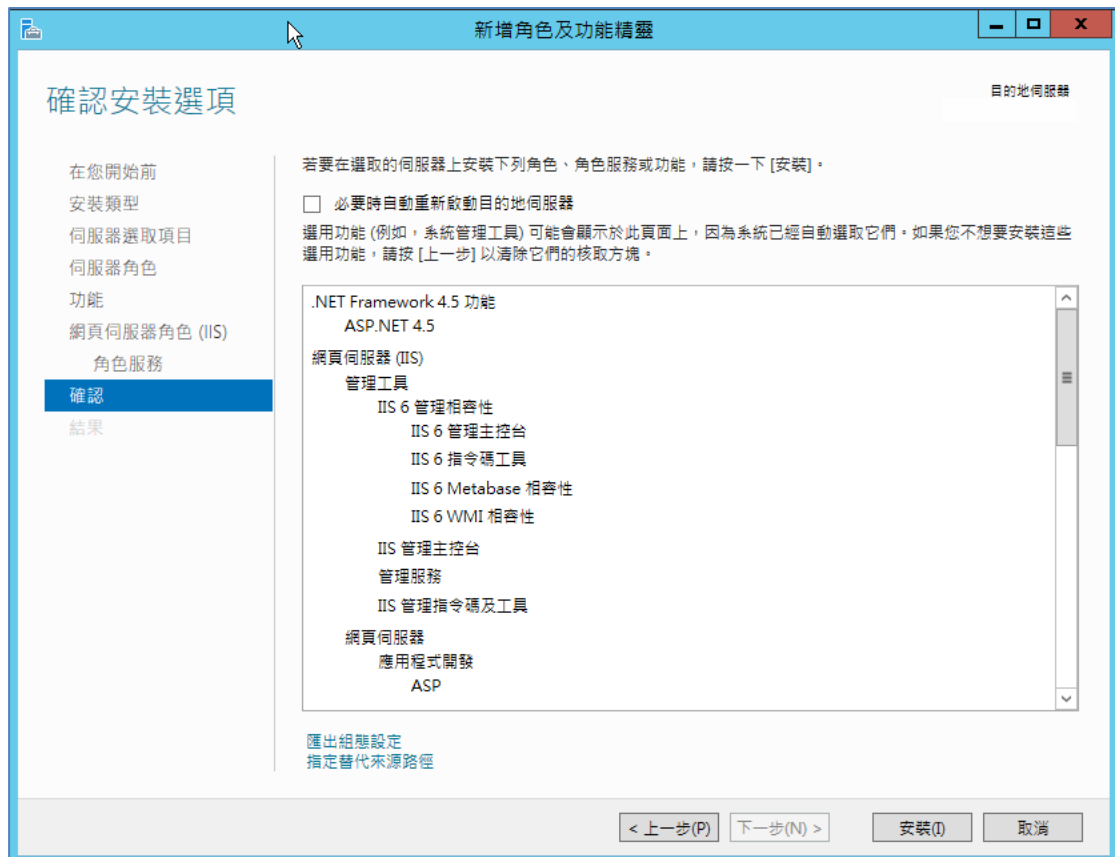 新增角色及功能精靈
確認安裝選項
目的地伺服器
在您開始前
安裝類型
伺服器選取項目
伺服器角色
功能
網頁伺服器角色 (IIS)
角色服務
確認
結果
若要在選取的伺服器上安裝下列角色、角色服務或功能，請按一下 [安裝]。
必要時自動重新啟動目的地伺服器
選用功能 (例如，系統管理工具) 可能會顯示於此頁面上，因為系統已經自動選取它們。如果您不想要安裝這些
選用功能，請按 [上一步] 以清除它們的核取方塊。
.NET Framework 4.5 功能
ASP.NET 4.5
網頁伺服器 (IIS)
管理工具
IIS 6 管理相容性
IIS 6 管理主控台
IIS 6 指令碼工具
IIS 6 Metabase 相容性
IIS 6 WMI 相容性
IIS 管理主控台
管理服務
IIS 管理指令碼及工具
網頁伺服器
應用程式開發
ASP
匯出組態設定
指定替代來源路徑
< 上一步(P)
下一步(N) >
安裝(I)
取消